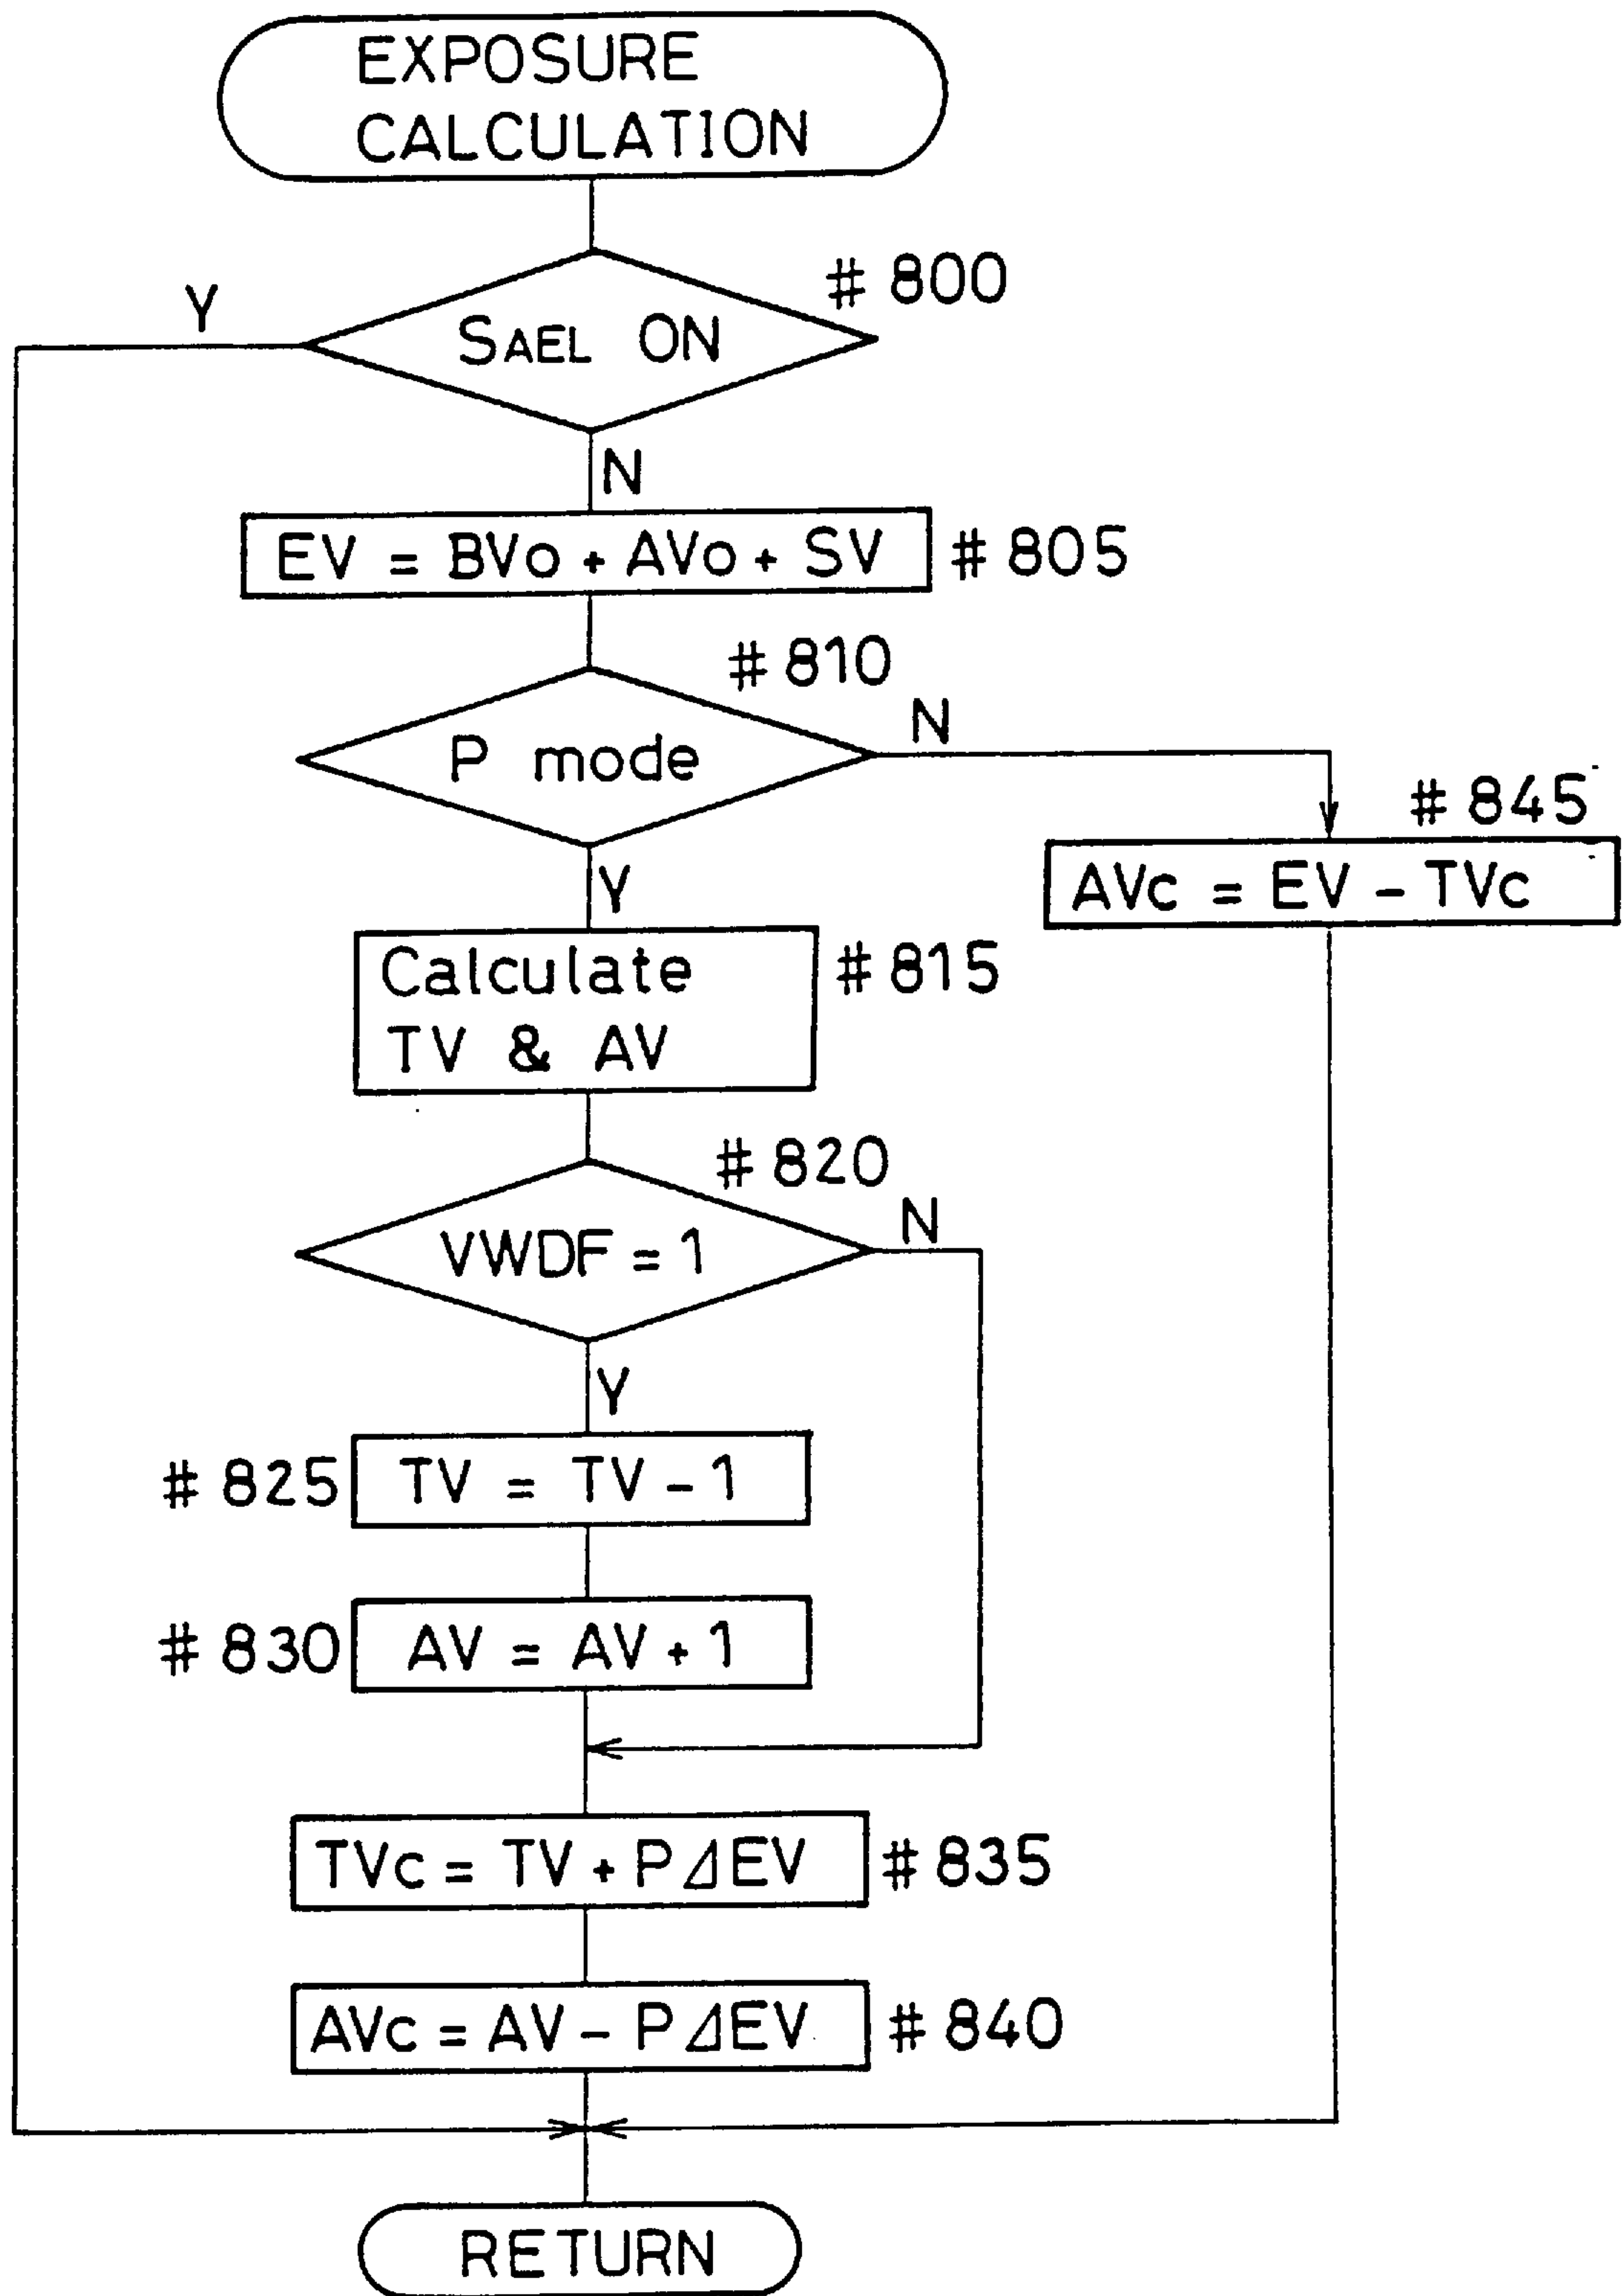 EXPOSURE
CALCULATION
# 800
Y
SAEL ON
N
EV = BVo + AVo + SV
# 805
# 810
N
P mode
# 845
Y
AVc = EV - TVc
Calculate
TV & AV
# 815
# 820
N
VWDF = 1
Y
# 825
TV = TV - 1
# 830
AV = AV + 1
TVc = TV + P⊿EV
# 835
AVc = AV - P⊿EV
# 840
RETURN